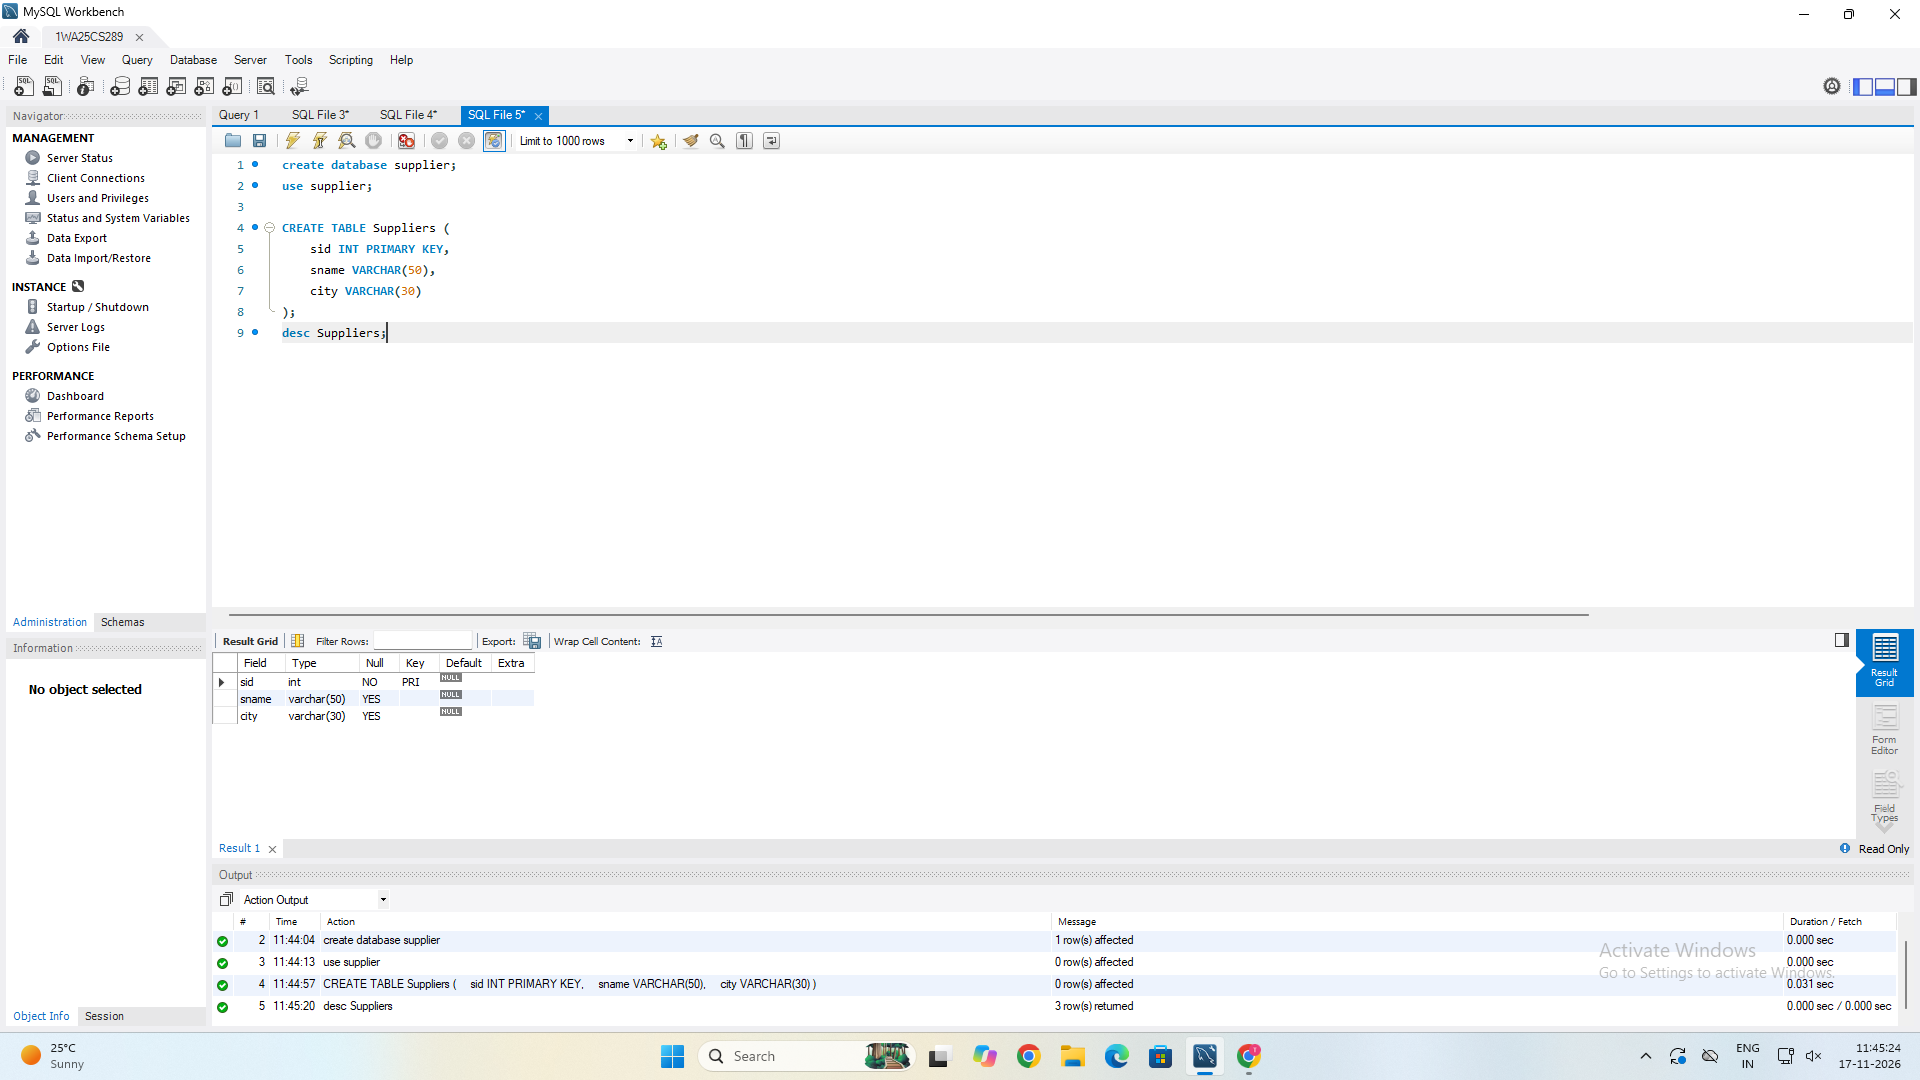 MySQL Workbench
1WA25CS289
File Edit View Query Database Server Tools Scripting Help
Navigator
MANAGEMENT
Server Status
Client Connections
Users and Privileges
Status and System Variables
Data Export
Data Import/Restore
INSTANCE
Startup / Shutdown
Server Logs
Options File
PERFORMANCE
Dashboard
Performance Reports
Performance Schema Setup
Administration Schemas
Information
No object selected
Object Info Session
Query 1 SQL File 3* SQL File 4* SQL File 5*
Limit to 1000 rows
1 create database supplier;
2 use supplier;
3
4 CREATE TABLE Suppliers (
5 sid INT PRIMARY KEY,
6 sname VARCHAR(50),
7 city VARCHAR(30)
8 );
9 desc Suppliers;
Result Grid Filter Rows: Export: Wrap Cell Content:
Field Type Null Key Default Extra
sid int NO PRI NULL
sname varchar(50) YES NULL
city varchar(30) YES NULL
Result Grid
Form Editor
Field Types
Result 1
Read Only
Output
Action Output
# Time Action Message Duration / Fetch
2 11:44:04 create database supplier 1 row(s) affected 0.000 sec
3 11:44:13 use supplier 0 row(s) affected 0.000 sec
4 11:44:57 CREATE TABLE Suppliers ( sid INT PRIMARY KEY, sname VARCHAR(50), city VARCHAR(30) ) 0 row(s) affected 0.031 sec
5 11:45:20 desc Suppliers 3 row(s) returned 0.000 sec / 0.000 sec
Activate Windows
Go to Settings to activate Windows.
25°C
Sunny
Search
ENG
IN
11:45:24
17-11-2026